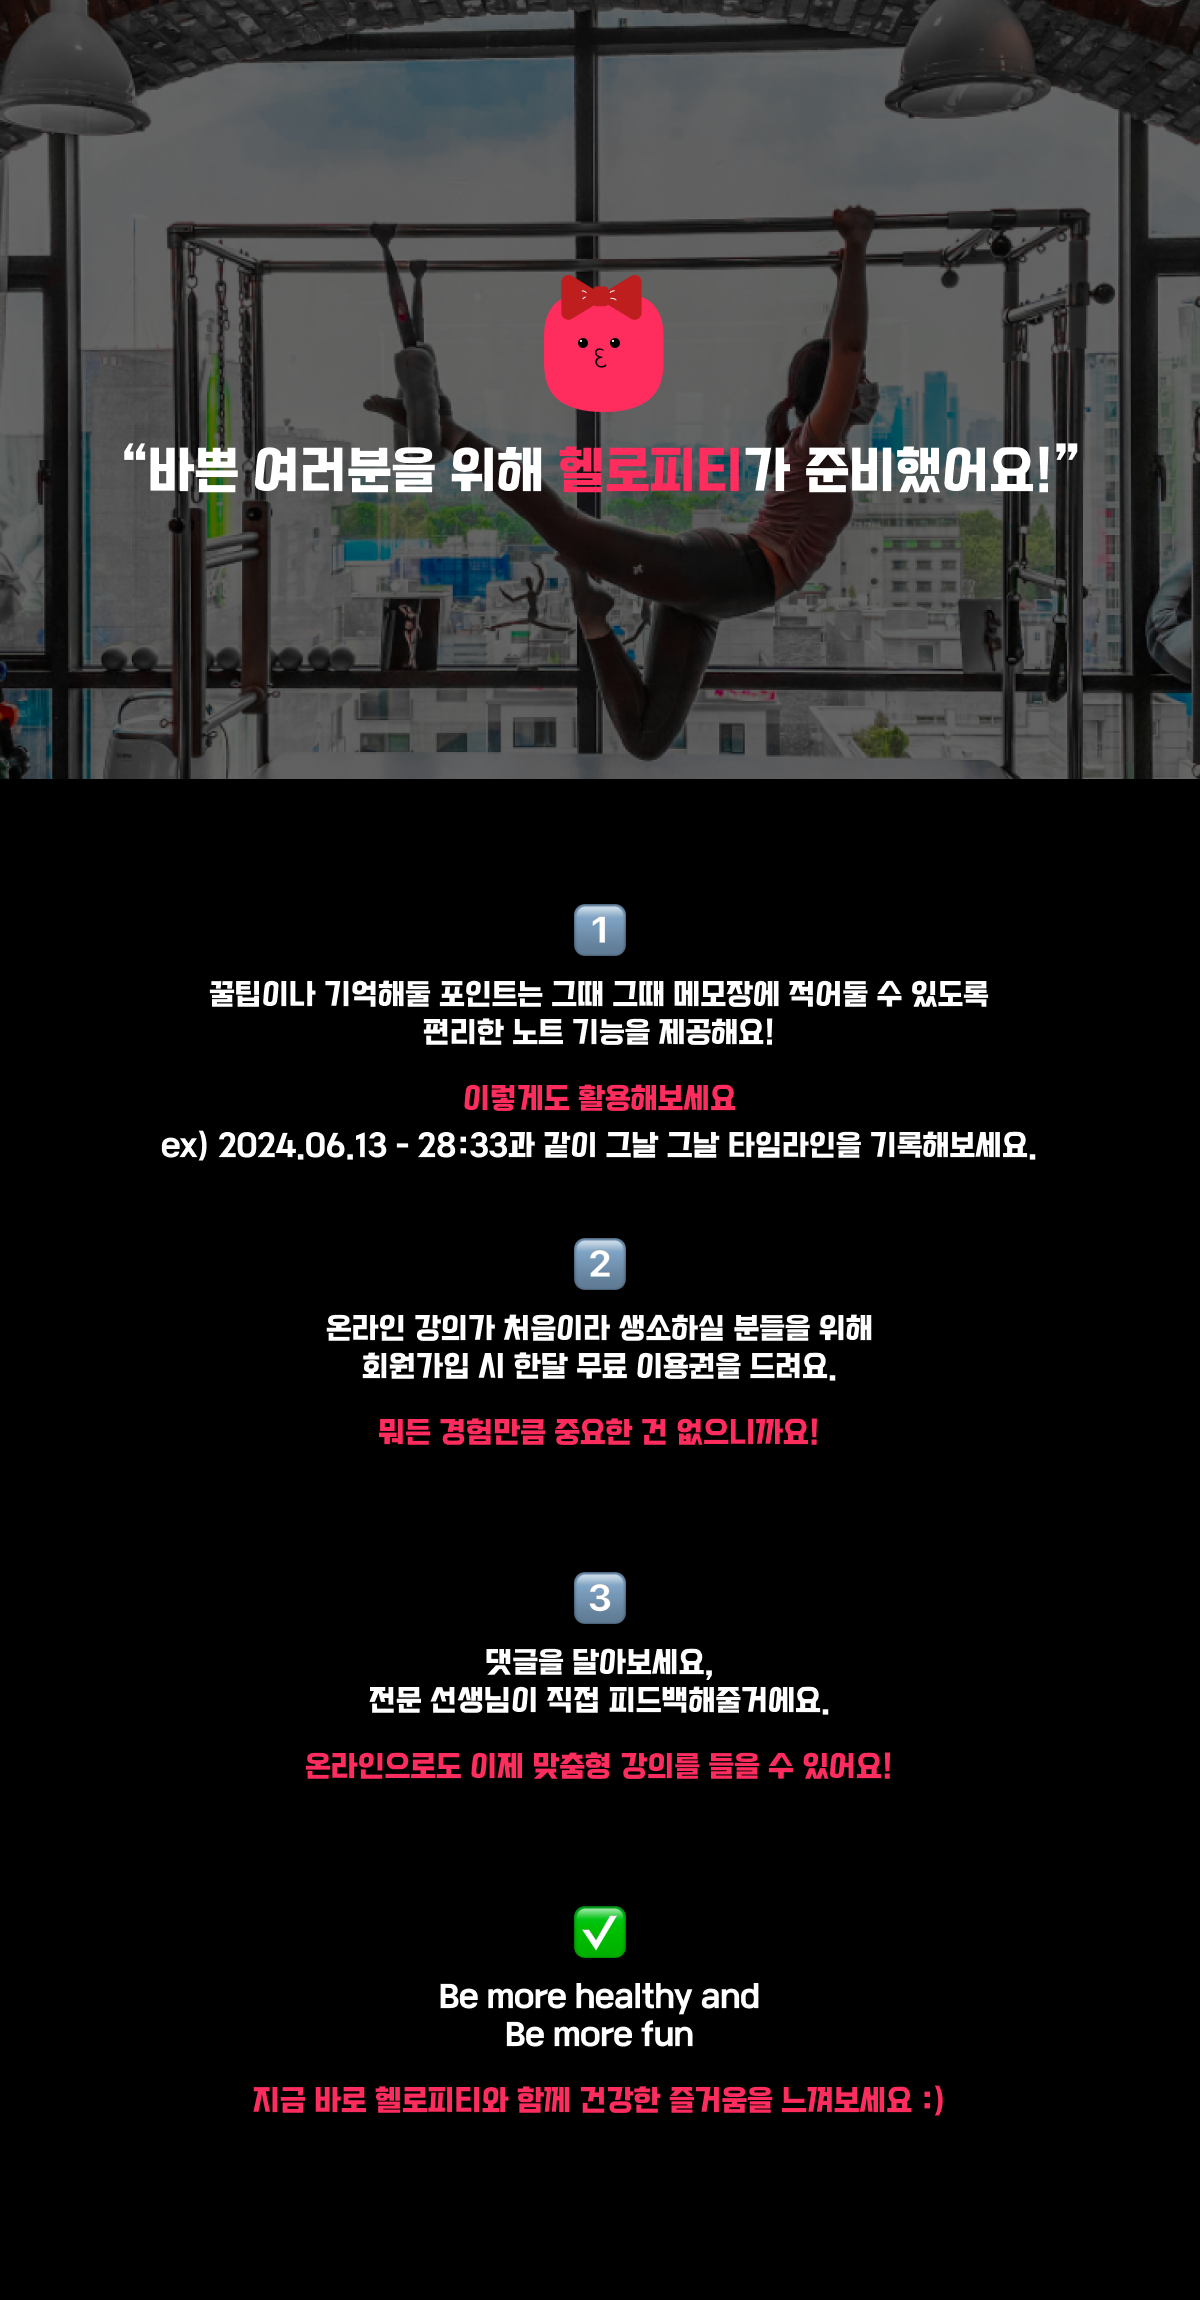 “바쁜 여러분을 위해 헬로피티가 준비했어요!”
1
꿀팁이나 기억해둘 포인트는 그때 그때 메모장에 적어둘 수 있도록
편리한 노트 기능을 제공해요!
이렇게도 활용해보세요
ex) 2024.06.13 - 28:33과 같이 그날 그날 타임라인을 기록해보세요.
2
온라인 강의가 처음이라 생소하실 분들을 위해
회원가입 시 한달 무료 이용권을 드려요.
뭐든 경험만큼 중요한 건 없으니까요!
3
댓글을 달아보세요,
전문 선생님이 직접 피드백해줄거에요.
온라인으로도 이제 맞춤형 강의를 들을 수 있어요!
Be more healthy and
Be more fun
지금 바로 헬로피티와 함께 건강한 즐거움을 느껴보세요 :)